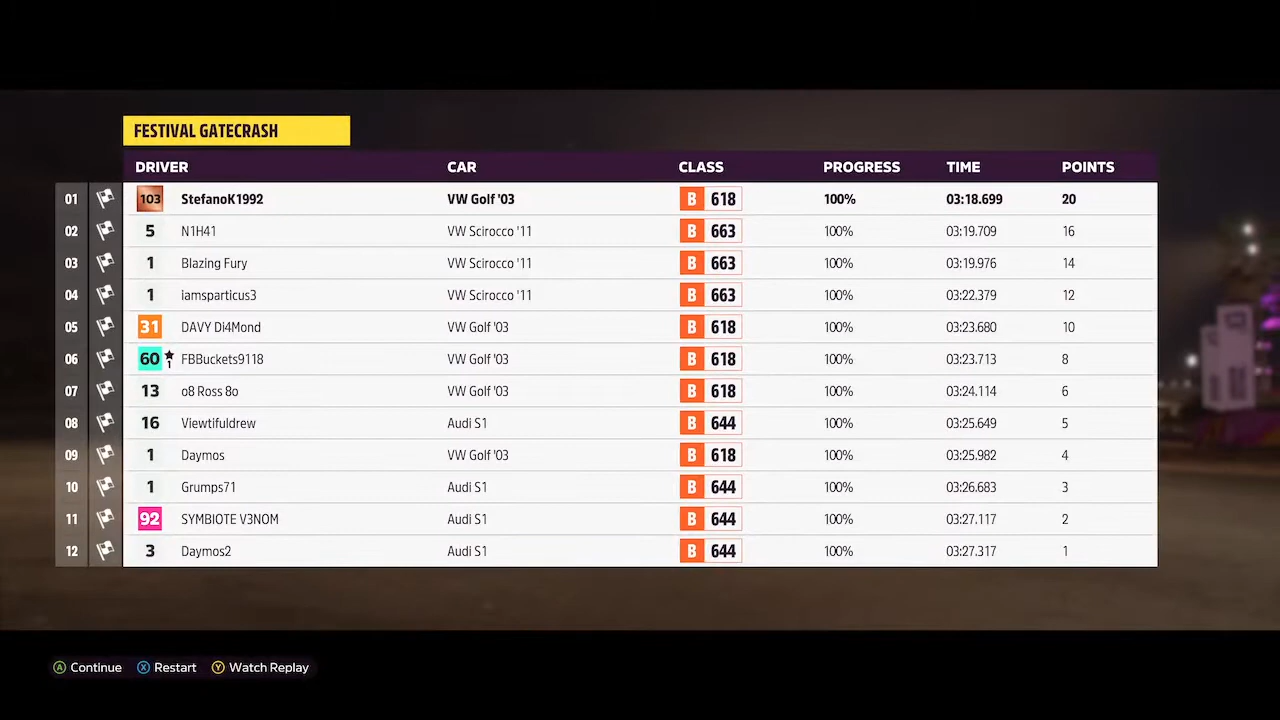 FESTIVAL GATECRASH
DRIVER CAR CLASS PROGRESS TIME POINTS
01 103 StefanoK1992 VW Golf '03 B 618 100% 03:18.699 20
02 5 N1H41 VW Scirocco '11 B 663 100% 03:19.709 16
03 1 Blazing Fury VW Scirocco '11 B 663 100% 03:19.976 14
04 1 iamsparticus3 VW Scirocco '11 B 663 100% 03:22.379 12
05 31 DAVY Di4Mond VW Golf '03 B 618 100% 03:23.680 10
06 60 1 FBBuckets9118 VW Golf '03 B 618 100% 03:23.713 8
07 13 o8 Ross 8o VW Golf '03 B 618 100% 03:24.114 6
08 16 Viewtifuldrew Audi S1 B 644 100% 03:25.649 5
09 1 Daymos VW Golf '03 B 618 100% 03:25.982 4
10 1 Grumps71 Audi S1 B 644 100% 03:26.683 3
11 92 SYMBIOTE V3NOM Audi S1 B 644 100% 03:27.117 2
12 3 Daymos2 Audi S1 B 644 100% 03:27.317 1
A Continue X Restart Y Watch Replay